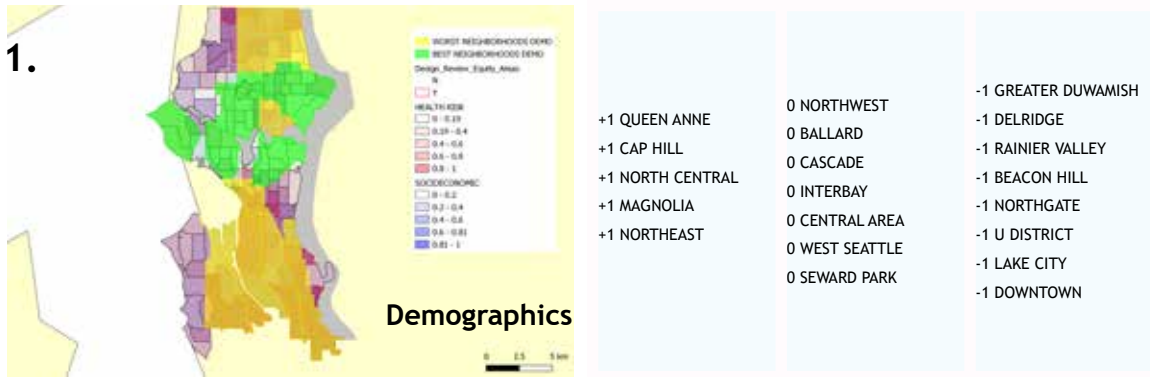 1.
WORST NEIGHBORHOODS DEMO
BEST NEIGHBORHOODS DEMO
Design_Review_Equity_Areas
N
Y
HEALTH RISK
0 - 0.19
0.19 - 0.4
0.4 - 0.6
0.6 - 0.8
0.8 - 1
SOCIOECONOMIC
0 - 0.2
0.2 - 0.4
0.4 - 0.6
0.6 - 0.81
0.81 - 1
Demographics
0 2.5 5 km
+1 QUEEN ANNE
+1 CAP HILL
+1 NORTH CENTRAL
+1 MAGNOLIA
+1 NORTHEAST
0 NORTHWEST
0 BALLARD
0 CASCADE
0 INTERBAY
0 CENTRAL AREA
0 WEST SEATTLE
0 SEWARD PARK
-1 GREATER DUWAMISH
-1 DELRIDGE
-1 RAINIER VALLEY
-1 BEACON HILL
-1 NORTHGATE
-1 U DISTRICT
-1 LAKE CITY
-1 DOWNTOWN